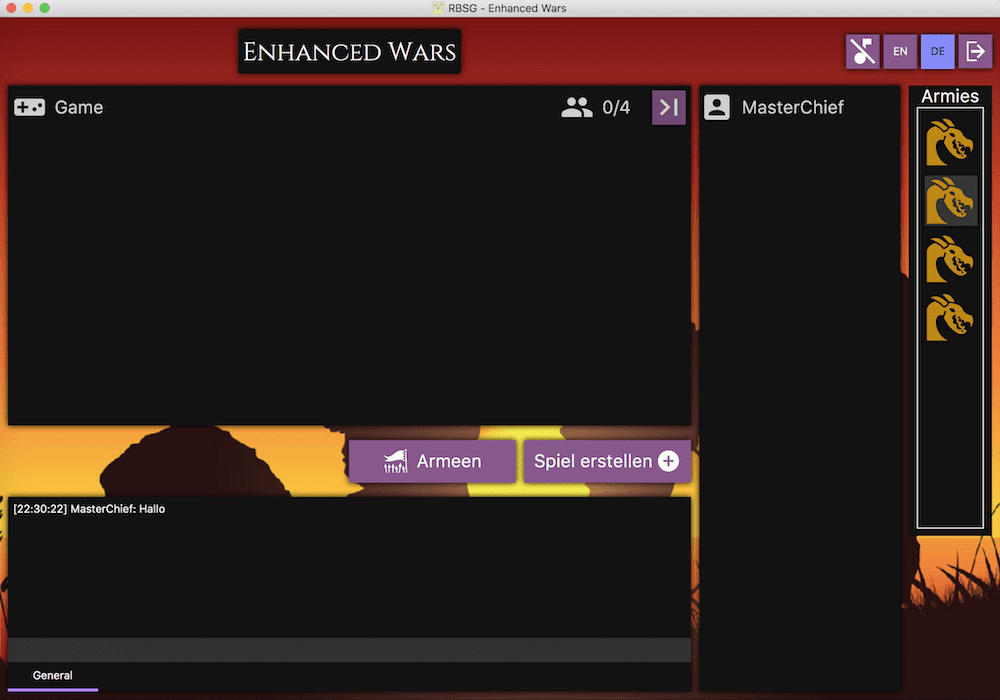 RBSG - Enhanced Wars
Enhanced Wars
EN
DE
Game
0/4
MasterChief
Armies
Armeen
Spiel erstellen
[22:30:22] MasterChief: Hallo
General